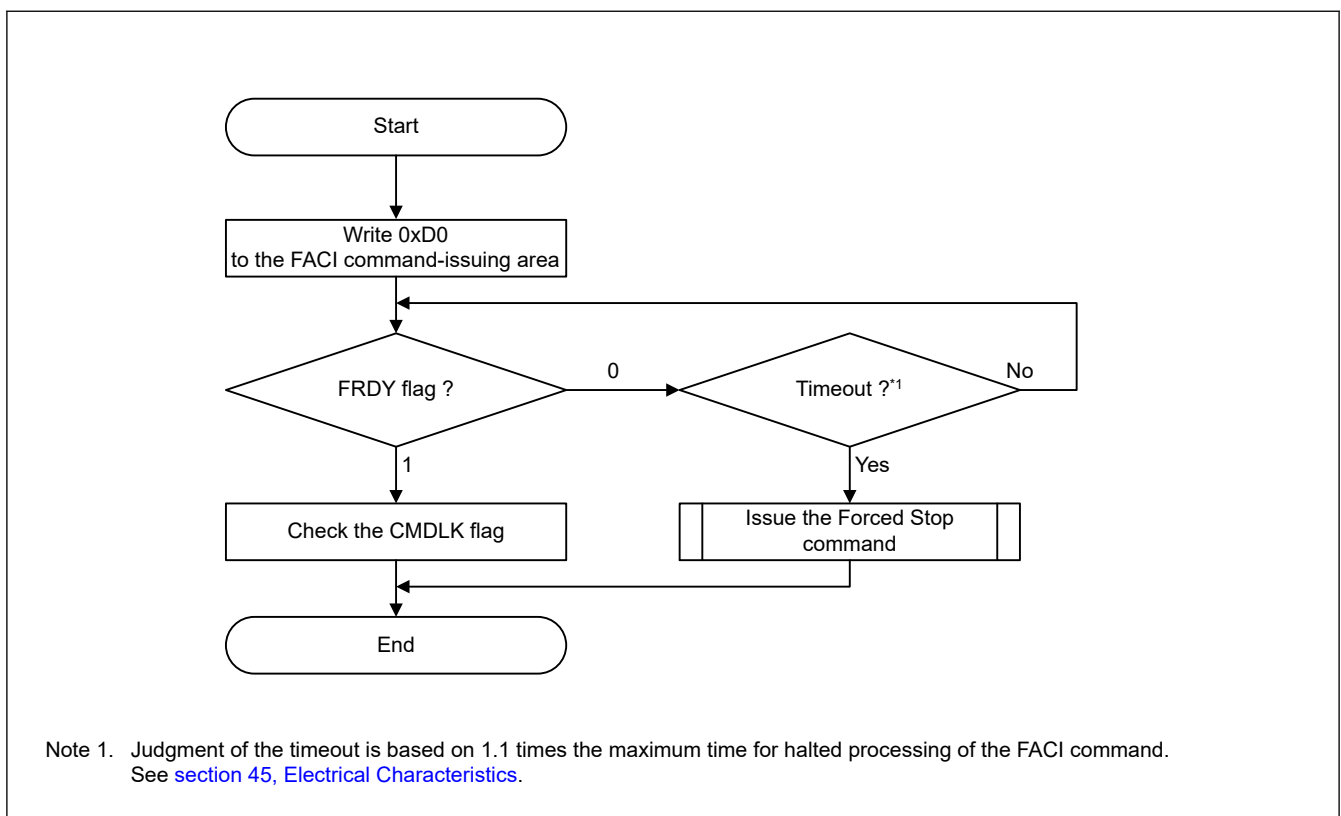 Start
Write 0xD0
to the FACI command-issuing area
FRDY flag ?
0
Timeout ?*1
No
1
Yes
Check the CMDLK flag
Issue the Forced Stop
command
End
Note 1. Judgment of the timeout is based on 1.1 times the maximum time for halted processing of the FACI command.
See section 45, Electrical Characteristics.